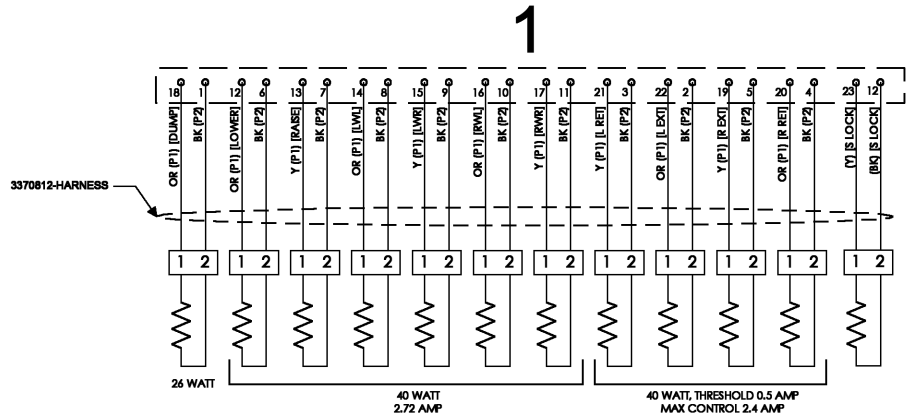 1
18 1 12 6 13 7 14 8 15 9 16 10 17 11 21 3 22 2 19 5 20 4 23 12
OR (P1) [DUMP]
BK (P2)
OR (P1) [LOWER]
BK (P2)
Y (P1) [RAISE]
BK (P2)
OR (P1) [LWL]
BK (P2)
Y (P1) [LWR]
BK (P2)
OR (P1) [RWL]
BK (P2)
Y (P1) [RWR]
BK (P2)
Y (P1) [L RET]
BK (P2)
OR (P1) [L EXT]
BK (P2)
Y (P1) [R EXT]
BK (P2)
OR (P1) [R RET]
BK (P2)
(Y) [S LOCK]
(BK) [S LOCK]
3370812-HARNESS
1 2 1 2 1 2 1 2 1 2 1 2 1 2 1 2 1 2 1 2 1 2 1 2
26 WATT
40 WATT
2.72 AMP
40 WATT, THRESHOLD 0.5 AMP
MAX CONTROL 2.4 AMP